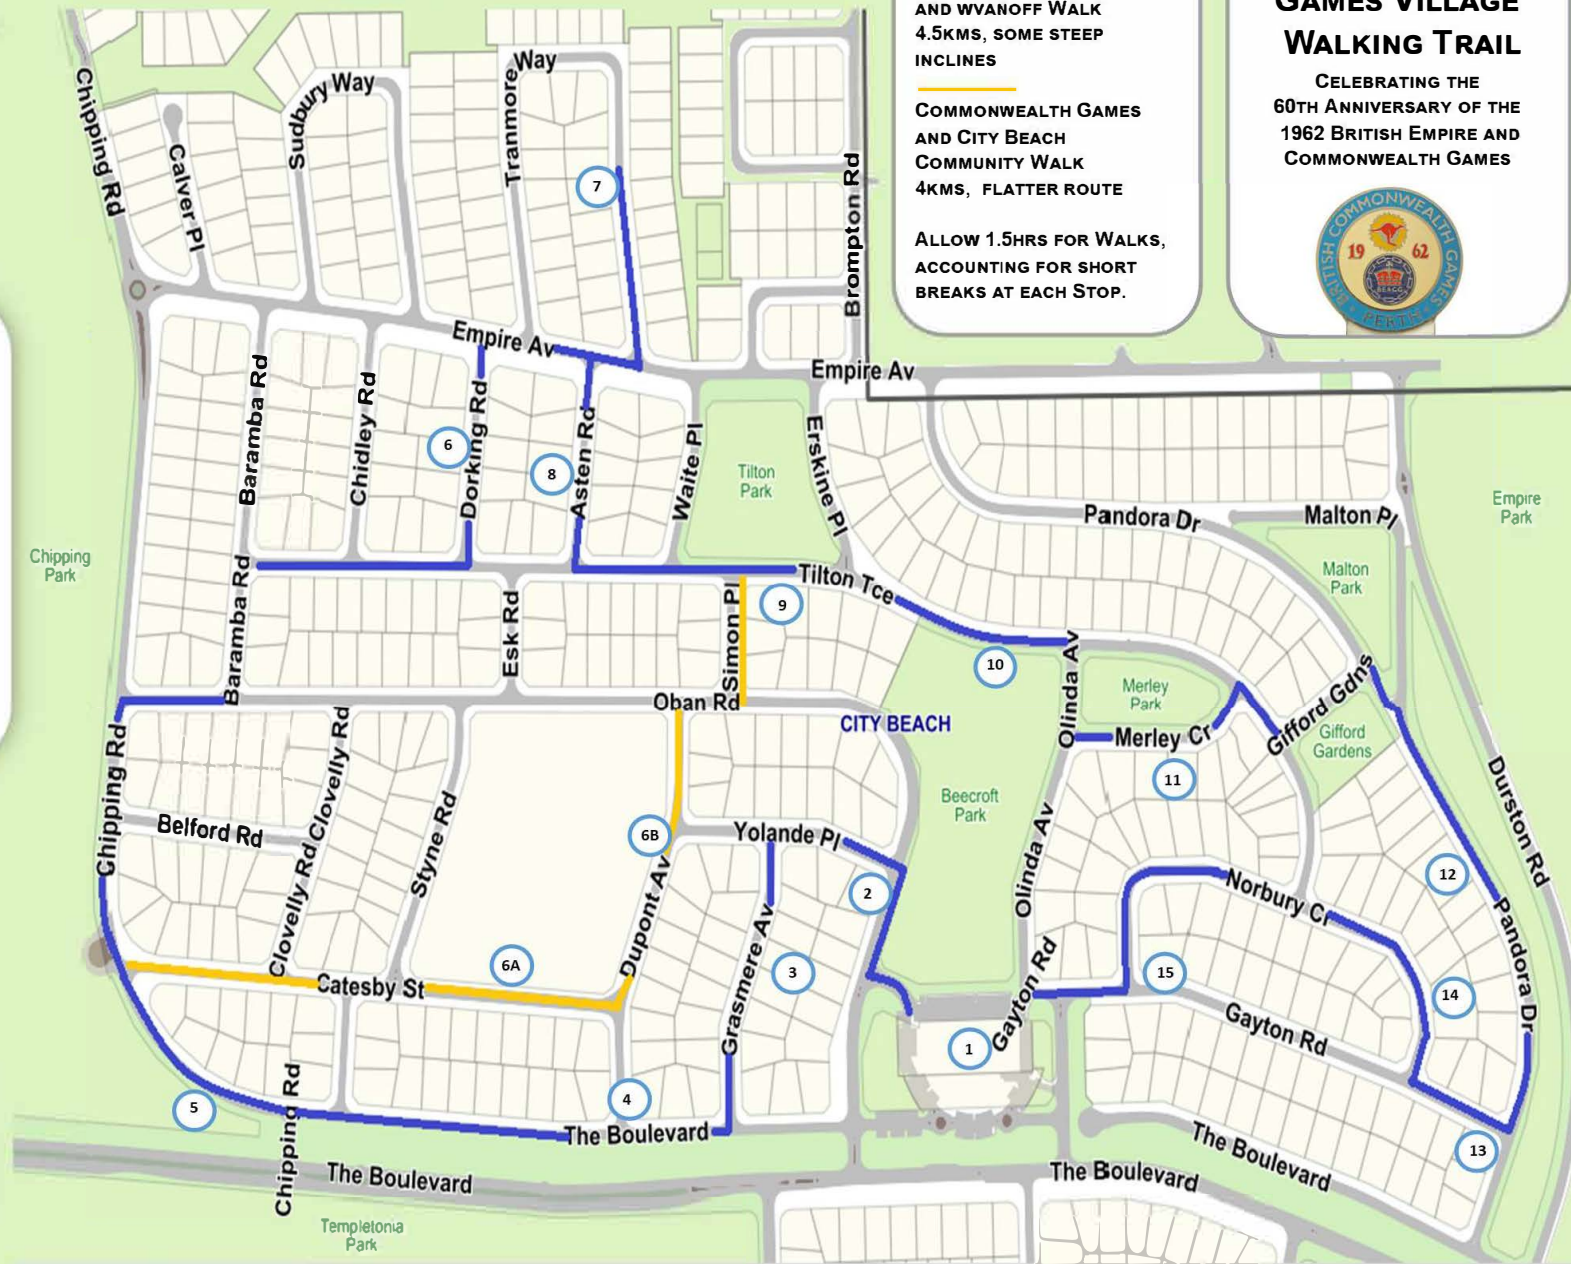 AND WVANOFF WALK
4.5KMS, SOME STEEP
INCLINES
COMMONWEALTH GAMES
AND CITY BEACH
COMMUNITY WALK
4KMS, FLATTER ROUTE
ALLOW 1.5HRS FOR WALKS,
ACCOUNTING FOR SHORT
BREAKS AT EACH STOP.
GAMES VILLAGE
WALKING TRAIL
CELEBRATING THE
60TH ANNIVERSARY OF THE
1962 BRITISH EMPIRE AND
COMMONWEALTH GAMES
BRITISH COMMONWEALTH GAMES
19 62
PERTH
Chipping Rd
Calver Pl
Sudbury Way
Tranmore Way
7
Brompton Rd
Empire Av
Empire Av
Baramba Rd
Chidley Rd
6
Dorking Rd
8
Asten Rd
Waite Pl
Tilton
Park
Erskine Pl
Pandora Dr
Malton Pl
Empire
Park
Chipping
Park
Malton
Park
Baramba Rd
Esk Rd
Simon Pl
9
Tilton Tce
10
Olinda Av
Merley
Park
Gifford Gdns
Oban Rd
CITY BEACH
Merley Cr
Gifford
Gardens
11
Chipping Rd
Clovelly Rd
Belford Rd
Styne Rd
6B
Yolande Pl
Beecroft
Park
Olinda Av
Durston Rd
12
2
Norbury Cr
Clovelly Rd
Dupont Av
Grasmere Av
3
Pandora Dr
6A
Catesby St
Gayton Rd
15
14
Gayton Rd
1
5
Chipping Rd
4
The Boulevard
The Boulevard
13
The Boulevard
The Boulevard
Templetonia
Park